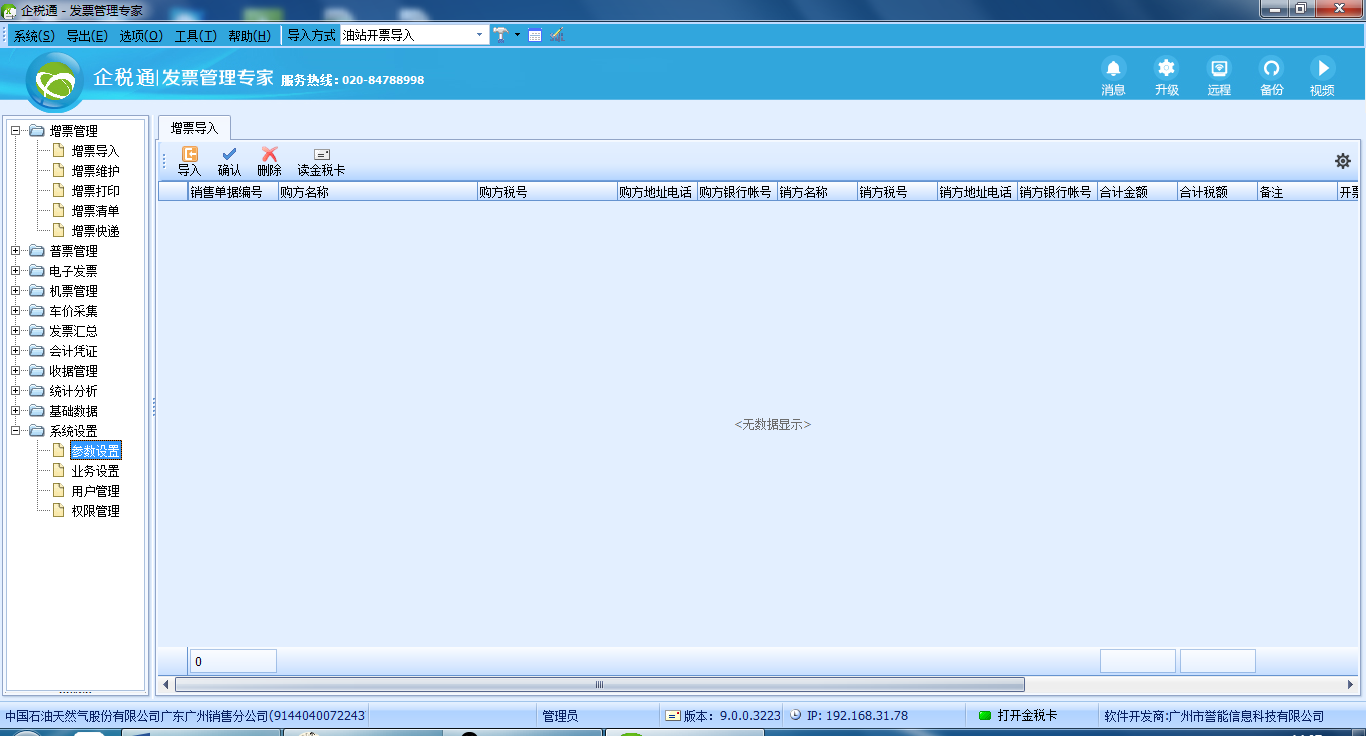 企税通 - 发票管理专家
系统(S) 导出(E) 选项(O) 工具(T) 帮助(H) 导入方式 油站开票导入
企税通|发票管理专家 服务热线：020-84788998
消息 升级 远程 备份 视频
增票管理
增票导入
增票维护
增票打印
增票清单
增票快递
普票管理
电子发票
机票管理
车价采集
发票汇总
会计凭证
收据管理
统计分析
基础数据
系统设置
参数设置
业务设置
用户管理
权限管理
增票导入
导入 确认 删除 读金税卡
销售单据编号 购方名称 购方税号 购方地址电话 购方银行帐号 销方名称 销方税号 销方地址电话 销方银行帐号 合计金额 合计税额 备注 开票
<无数据显示>
0
中国石油天然气股份有限公司广东广州销售分公司(9144040072243 管理员 版本：9.0.0.3223 IP: 192.168.31.78 打开金税卡 软件开发商:广州市誉能信息科技有限公司